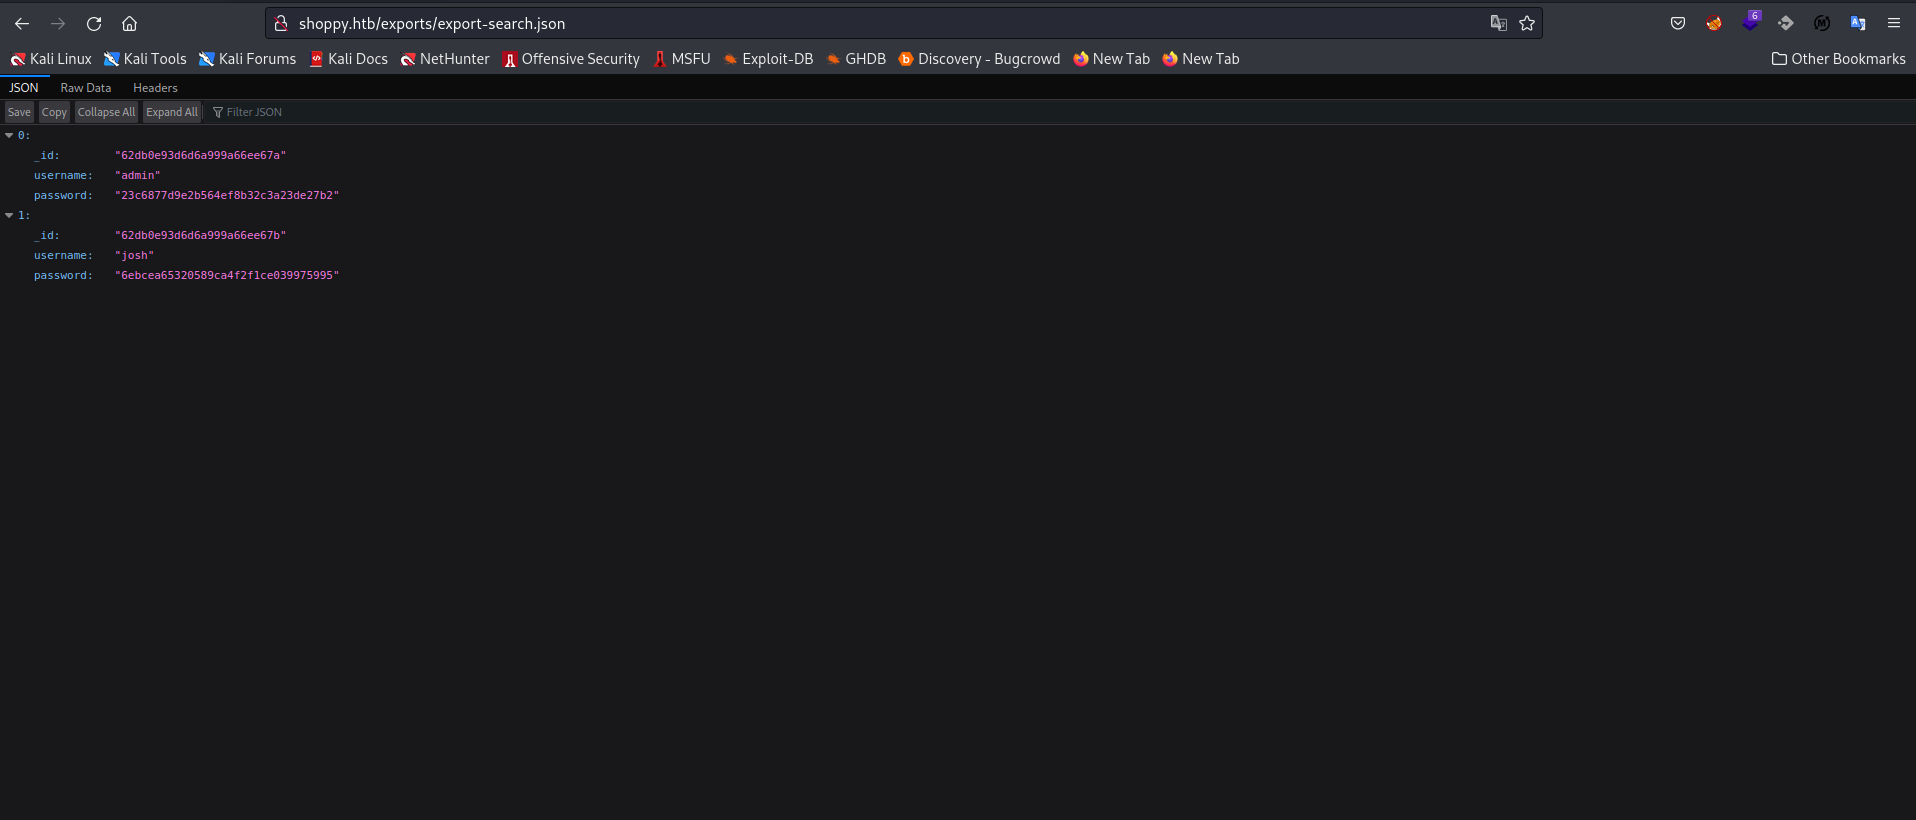 shoppy.htb/exports/export-search.json
6
Kali Linux Kali Tools Kali Forums Kali Docs NetHunter Offensive Security MSFU Exploit-DB GHDB Discovery - Bugcrowd New Tab New Tab Other Bookmarks
JSON Raw Data Headers
Save Copy Collapse All Expand All Filter JSON
0:
_id: "62db0e93d6d6a999a66ee67a"
username: "admin"
password: "23c6877d9e2b564ef8b32c3a23de27b2"
1:
_id: "62db0e93d6d6a999a66ee67b"
username: "josh"
password: "6ebcea65320589ca4f2f1ce039975995"